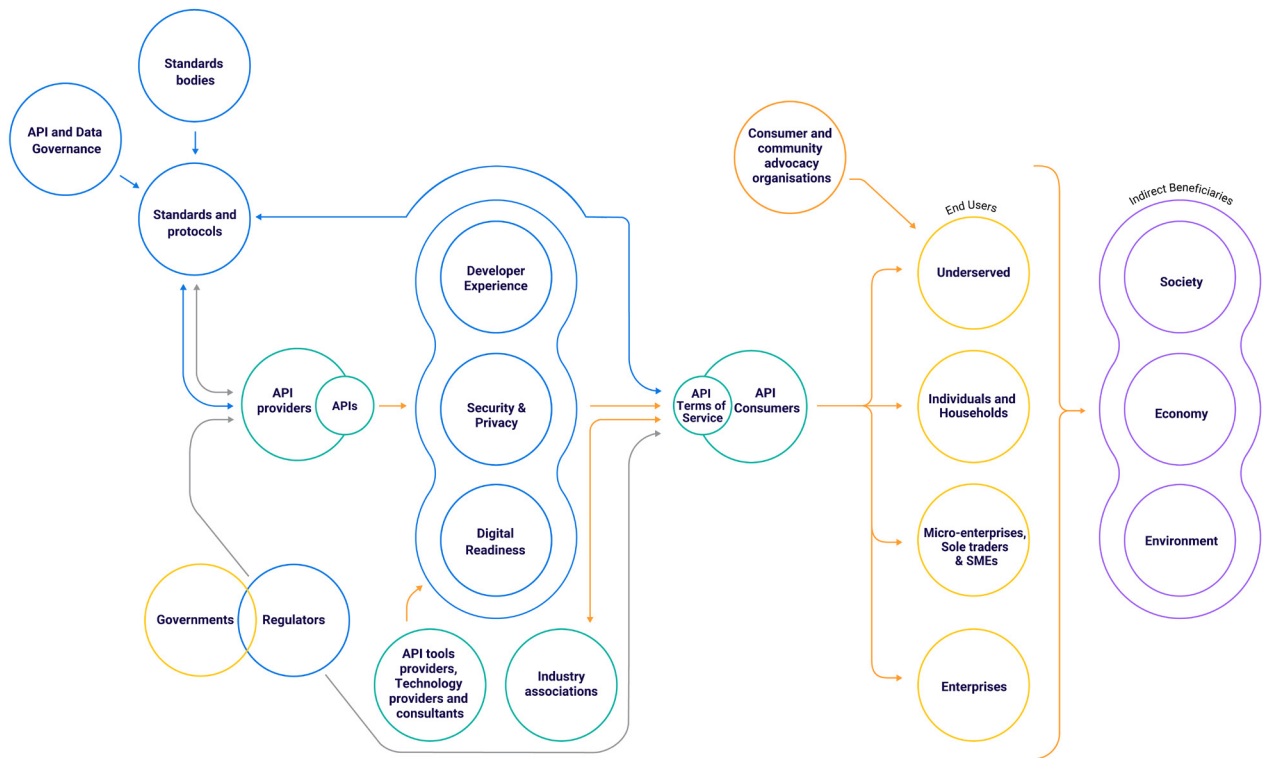 Standards
bodies
API and Data
Governance
Standards and
protocols
Consumer and
community
advocacy
organisations
End Users
Indirect Beneficiaries
Developer
Experience
Underserved
Society
API
providers
APIs
Security &
Privacy
API
Terms of
Service
API
Consumers
Individuals and
Households
Economy
Digital
Readiness
Micro-enterprises,
Sole traders
& SMEs
Environment
Governments
Regulators
API tools
providers,
Technology
providers and
consultants
Industry
associations
Enterprises